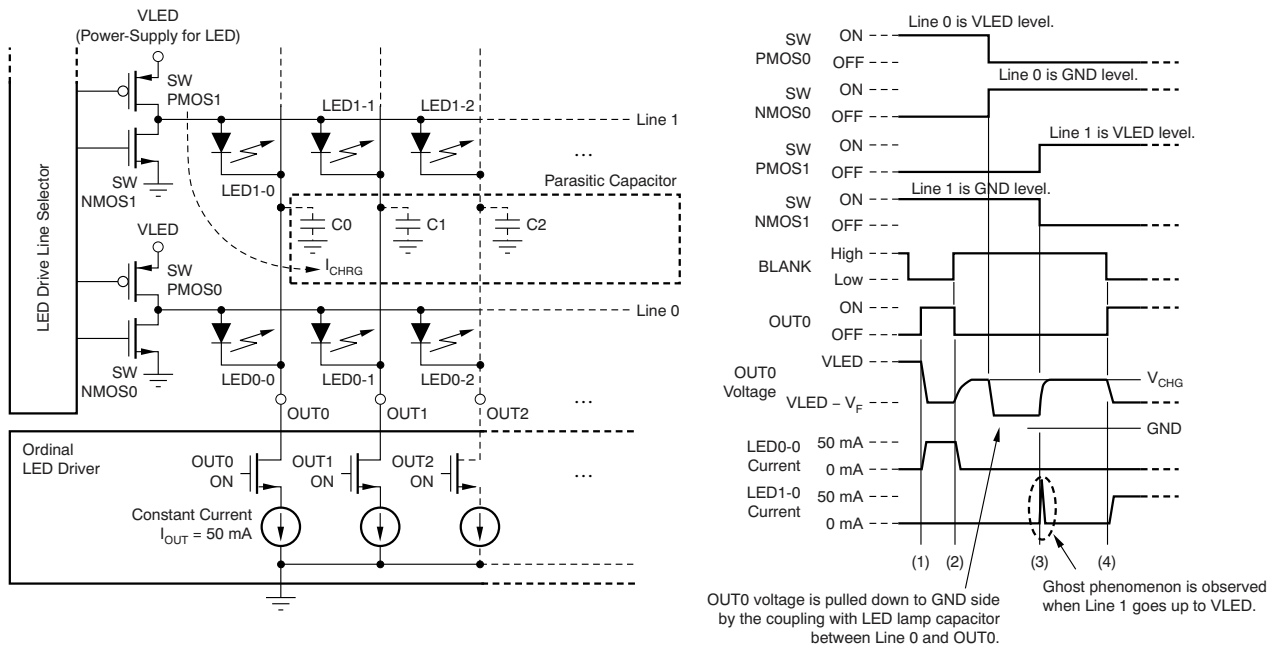 VLED
(Power-Supply for LED)
SW
PMOS1
LED1-1
LED1-2
Line 1
...
LED1-0
SW
NMOS1
Parasitic Capacitor
C0
C1
C2
VLED
ICHRG
SW
PMOS0
Line 0
LED Drive Line Selector
SW
NMOS0
LED0-0
LED0-1
LED0-2
OUT0
OUT1
OUT2
...
Ordinal
LED Driver
OUT0
ON
OUT1
ON
OUT2
ON
...
Constant Current
IOUT = 50 mA
Line 0 is VLED level.
SW
PMOS0
ON
OFF
Line 0 is GND level.
SW
NMOS0
ON
OFF
Line 1 is VLED level.
SW
PMOS1
ON
OFF
Line 1 is GND level.
SW
NMOS1
ON
OFF
BLANK
High
Low
OUT0
ON
OFF
OUT0
Voltage
VLED
VLED – VF
VCHG
GND
LED0-0
Current
50 mA
0 mA
LED1-0
Current
50 mA
0 mA
(1)
(2)
(3)
(4)
Ghost phenomenon is observed
when Line 1 goes up to VLED.
OUT0 voltage is pulled down to GND side
by the coupling with LED lamp capacitor
between Line 0 and OUT0.